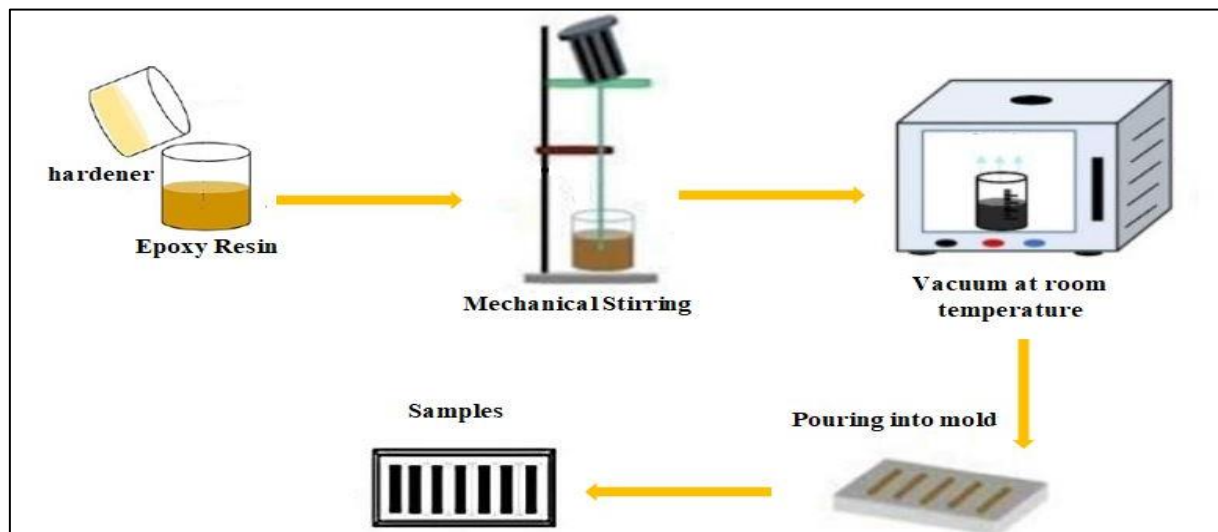 hardener
Epoxy Resin
Mechanical Stirring
Vacuum at room
temperature
Samples
Pouring into mold